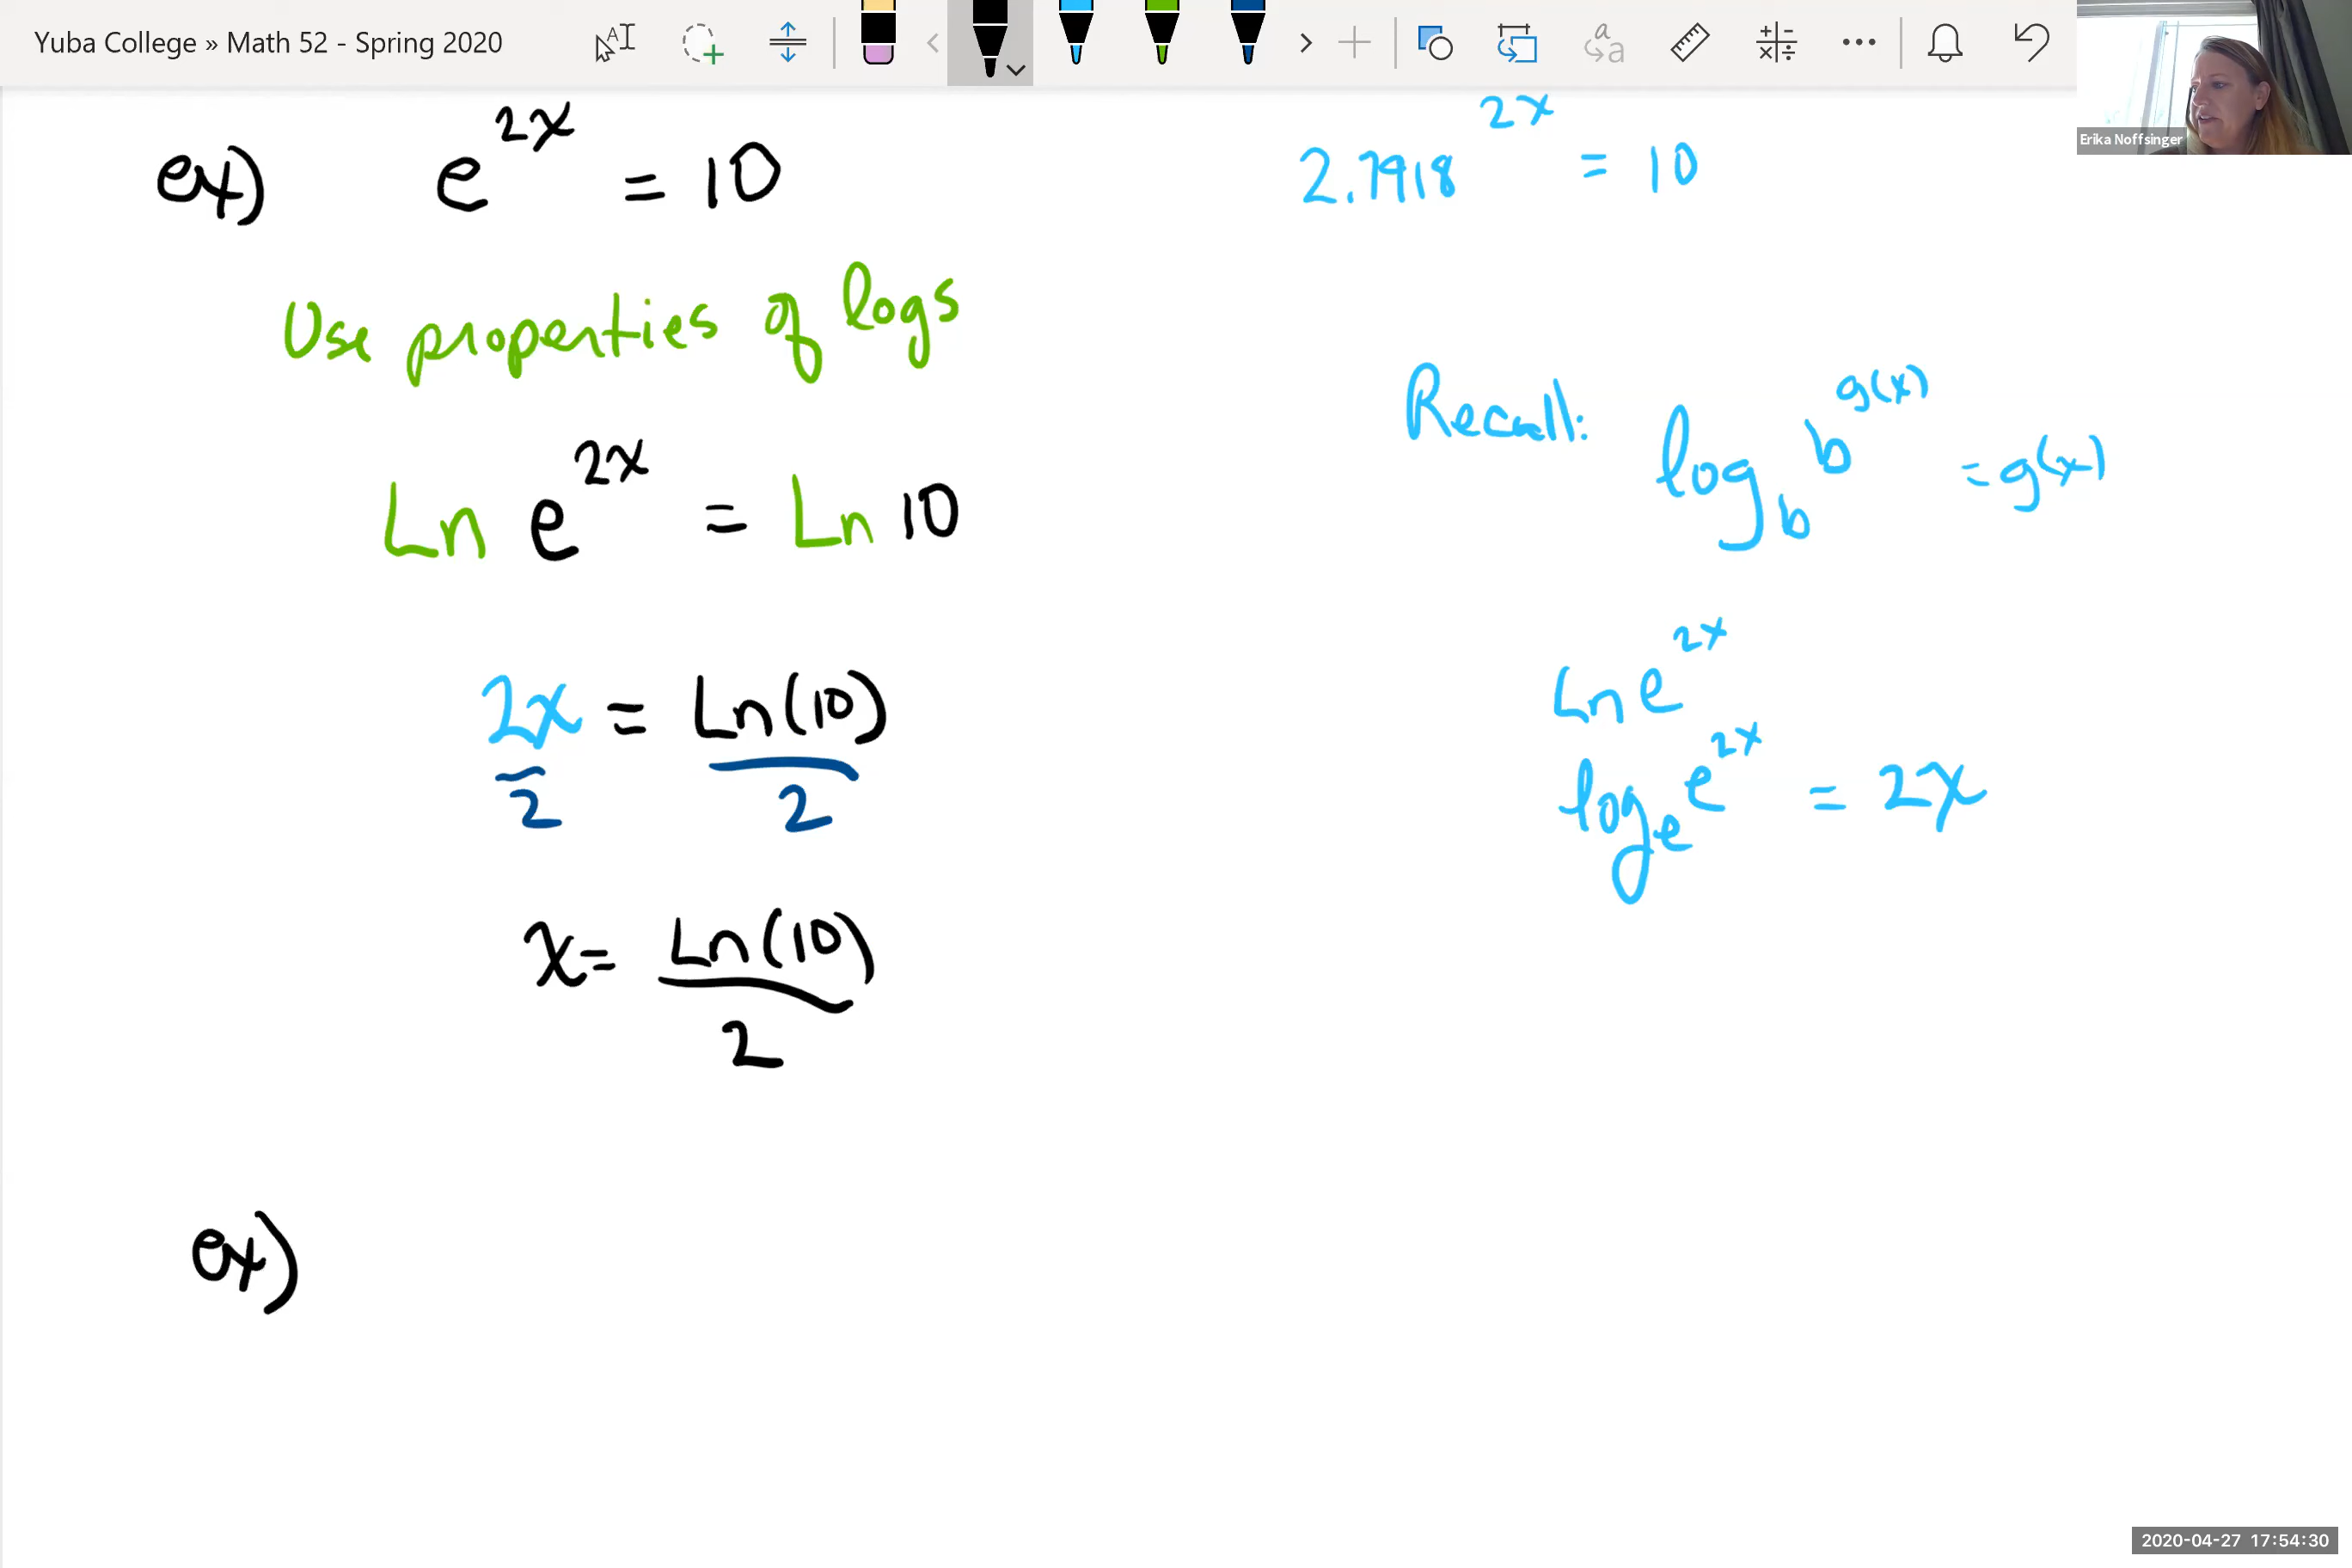 Yuba College » Math 52 - Spring 2020
Erika Noffsinger
ex) e^2x = 10
2.7918^2x = 10
Use properties of logs
Recall: log_b b^g(x) = g(x)
Ln e^2x = Ln 10
Ln e^2x
2x/2 = Ln(10)/2
log_e e^2x = 2x
x = Ln(10)/2
ex)
2020-04-27 17:54:30